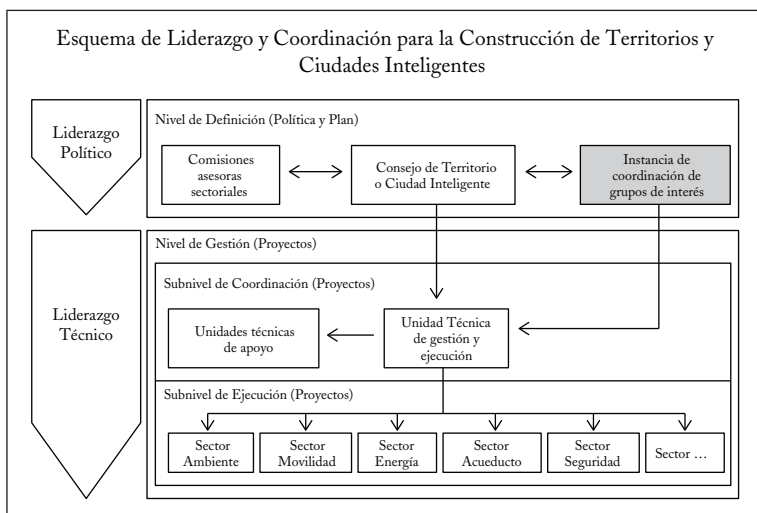 Esquema de Liderazgo y Coordinación para la Construcción de Territorios y
Ciudades Inteligentes
Liderazgo
Político
Nivel de Definición (Política y Plan)
Comisiones
asesoras
sectoriales
Consejo de Territorio
o Ciudad Inteligente
Instancia de
coordinación de
grupos de interés
Liderazgo
Técnico
Nivel de Gestión (Proyectos)
Subnivel de Coordinación (Proyectos)
Unidades técnicas
de apoyo
Unidad Técnica
de gestión y
ejecución
Subnivel de Ejecución (Proyectos)
Sector
Ambiente
Sector
Movilidad
Sector
Energía
Sector
Acueducto
Sector
Seguridad
Sector …